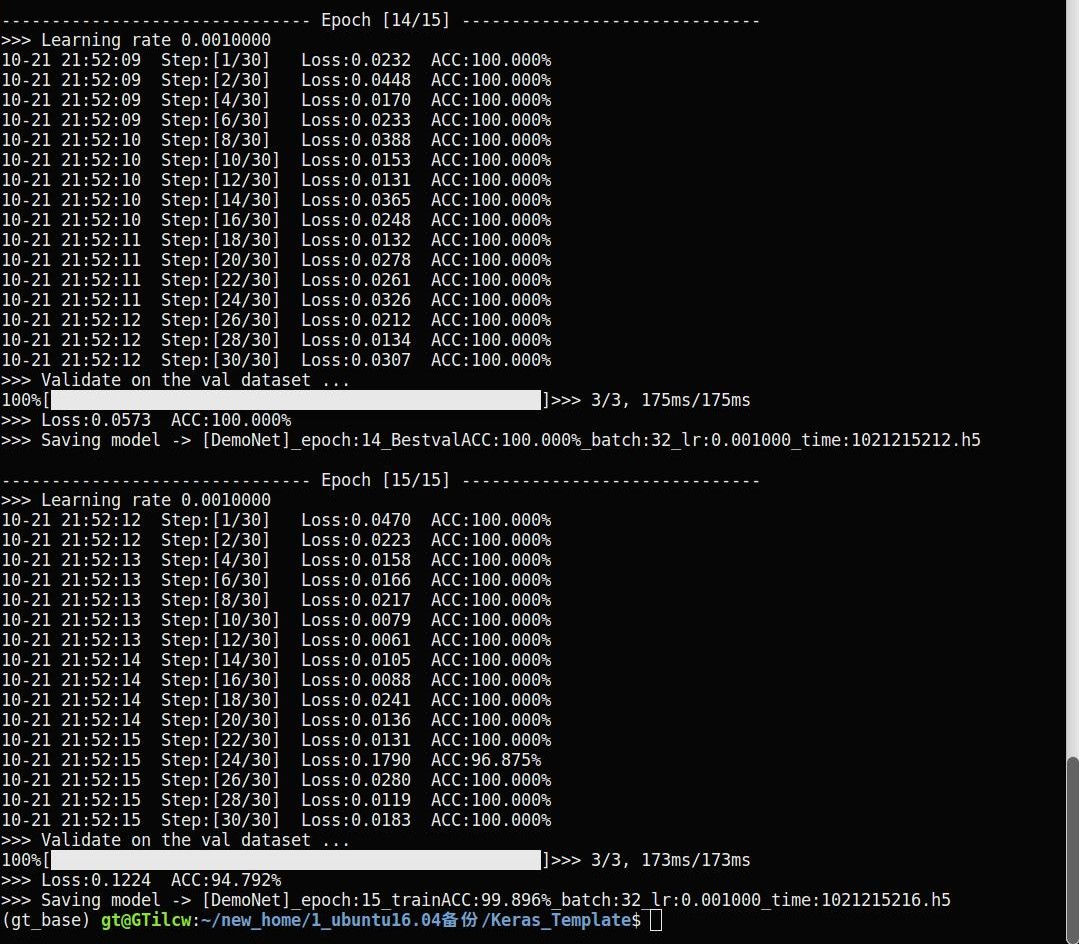 ------------------------------- Epoch [14/15] ------------------------------
>>> Learning rate 0.0010000
10-21 21:52:09  Step:[1/30]   Loss:0.0232  ACC:100.000%
10-21 21:52:09  Step:[2/30]   Loss:0.0448  ACC:100.000%
10-21 21:52:09  Step:[4/30]   Loss:0.0170  ACC:100.000%
10-21 21:52:09  Step:[6/30]   Loss:0.0233  ACC:100.000%
10-21 21:52:10  Step:[8/30]   Loss:0.0388  ACC:100.000%
10-21 21:52:10  Step:[10/30]  Loss:0.0153  ACC:100.000%
10-21 21:52:10  Step:[12/30]  Loss:0.0131  ACC:100.000%
10-21 21:52:10  Step:[14/30]  Loss:0.0365  ACC:100.000%
10-21 21:52:10  Step:[16/30]  Loss:0.0248  ACC:100.000%
10-21 21:52:11  Step:[18/30]  Loss:0.0132  ACC:100.000%
10-21 21:52:11  Step:[20/30]  Loss:0.0278  ACC:100.000%
10-21 21:52:11  Step:[22/30]  Loss:0.0261  ACC:100.000%
10-21 21:52:11  Step:[24/30]  Loss:0.0326  ACC:100.000%
10-21 21:52:12  Step:[26/30]  Loss:0.0212  ACC:100.000%
10-21 21:52:12  Step:[28/30]  Loss:0.0134  ACC:100.000%
10-21 21:52:12  Step:[30/30]  Loss:0.0307  ACC:100.000%
>>> Validate on the val dataset ...
100%[ ]>>> 3/3, 175ms/175ms
>>> Loss:0.0573  ACC:100.000%
>>> Saving model -> [DemoNet]_epoch:14_BestvalACC:100.000%_batch:32_lr:0.001000_time:1021215212.h5
------------------------------- Epoch [15/15] ------------------------------
>>> Learning rate 0.0010000
10-21 21:52:12  Step:[1/30]   Loss:0.0470  ACC:100.000%
10-21 21:52:12  Step:[2/30]   Loss:0.0223  ACC:100.000%
10-21 21:52:13  Step:[4/30]   Loss:0.0158  ACC:100.000%
10-21 21:52:13  Step:[6/30]   Loss:0.0166  ACC:100.000%
10-21 21:52:13  Step:[8/30]   Loss:0.0217  ACC:100.000%
10-21 21:52:13  Step:[10/30]  Loss:0.0079  ACC:100.000%
10-21 21:52:13  Step:[12/30]  Loss:0.0061  ACC:100.000%
10-21 21:52:14  Step:[14/30]  Loss:0.0105  ACC:100.000%
10-21 21:52:14  Step:[16/30]  Loss:0.0088  ACC:100.000%
10-21 21:52:14  Step:[18/30]  Loss:0.0241  ACC:100.000%
10-21 21:52:14  Step:[20/30]  Loss:0.0136  ACC:100.000%
10-21 21:52:15  Step:[22/30]  Loss:0.0131  ACC:100.000%
10-21 21:52:15  Step:[24/30]  Loss:0.1790  ACC:96.875%
10-21 21:52:15  Step:[26/30]  Loss:0.0280  ACC:100.000%
10-21 21:52:15  Step:[28/30]  Loss:0.0119  ACC:100.000%
10-21 21:52:15  Step:[30/30]  Loss:0.0183  ACC:100.000%
>>> Validate on the val dataset ...
100%[ ]>>> 3/3, 173ms/173ms
>>> Loss:0.1224  ACC:94.792%
>>> Saving model -> [DemoNet]_epoch:15_trainACC:99.896%_batch:32_lr:0.001000_time:1021215216.h5
(gt_base) gt@GTilcw:~/new_home/1_ubuntu16.04备份/Keras_Template$